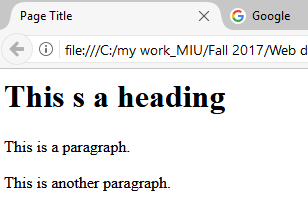 Page Title
Google
file:///C:/my work_MIU/Fall 2017/Web d
This s a heading
This is a paragraph.
This is another paragraph.